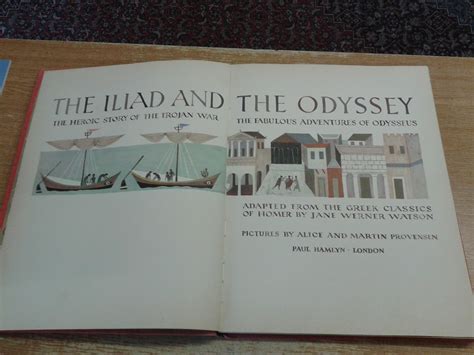 THE ILIAD AND THE ODYSSEY
THE HEROIC STORY OF THE TROJAN WAR
THE FABULOUS ADVENTURES OF ODYSSEUS
ADAPTED FROM THE GREEK CLASSICS
OF HOMER BY JANE WERNER WATSON
PICTURES BY ALICE AND MARTIN PROVENSEN
PAUL HAMLYN · LONDON